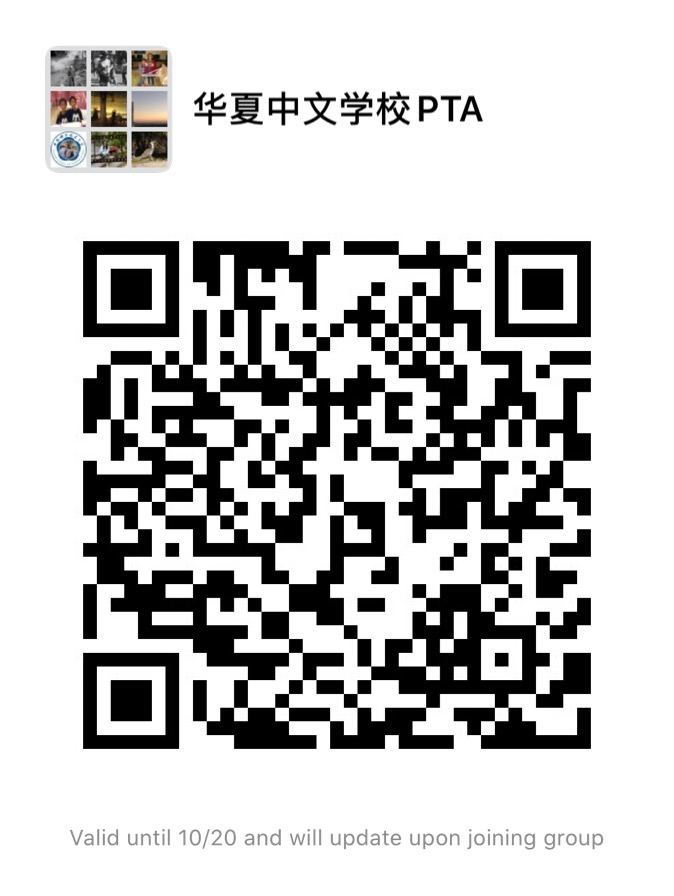 华夏中文学校PTA
Valid until 10/20 and will update upon joining group